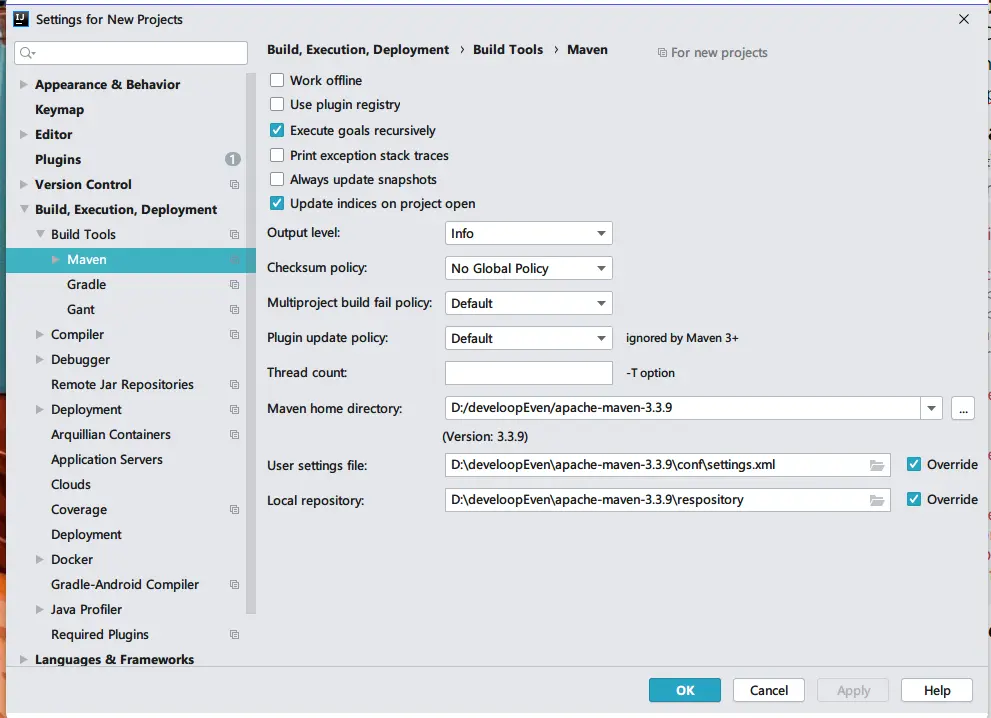 Settings for New Projects
Build, Execution, Deployment › Build Tools › Maven
For new projects
Appearance & Behavior
Keymap
Editor
Plugins 1
Version Control
Build, Execution, Deployment
Build Tools
Maven
Gradle
Gant
Compiler
Debugger
Remote Jar Repositories
Deployment
Arquillian Containers
Application Servers
Clouds
Coverage
Deployment
Docker
Gradle-Android Compiler
Java Profiler
Required Plugins
Languages & Frameworks
Work offline
Use plugin registry
Execute goals recursively
Print exception stack traces
Always update snapshots
Update indices on project open
Output level: Info
Checksum policy: No Global Policy
Multiproject build fail policy: Default
Plugin update policy: Default ignored by Maven 3+
Thread count: -T option
Maven home directory: D:/developEven/apache-maven-3.3.9 ...
(Version: 3.3.9)
User settings file: D:\developEven\apache-maven-3.3.9\conf\settings.xml Override
Local repository: D:\developEven\apache-maven-3.3.9\respository Override
OK Cancel Apply Help